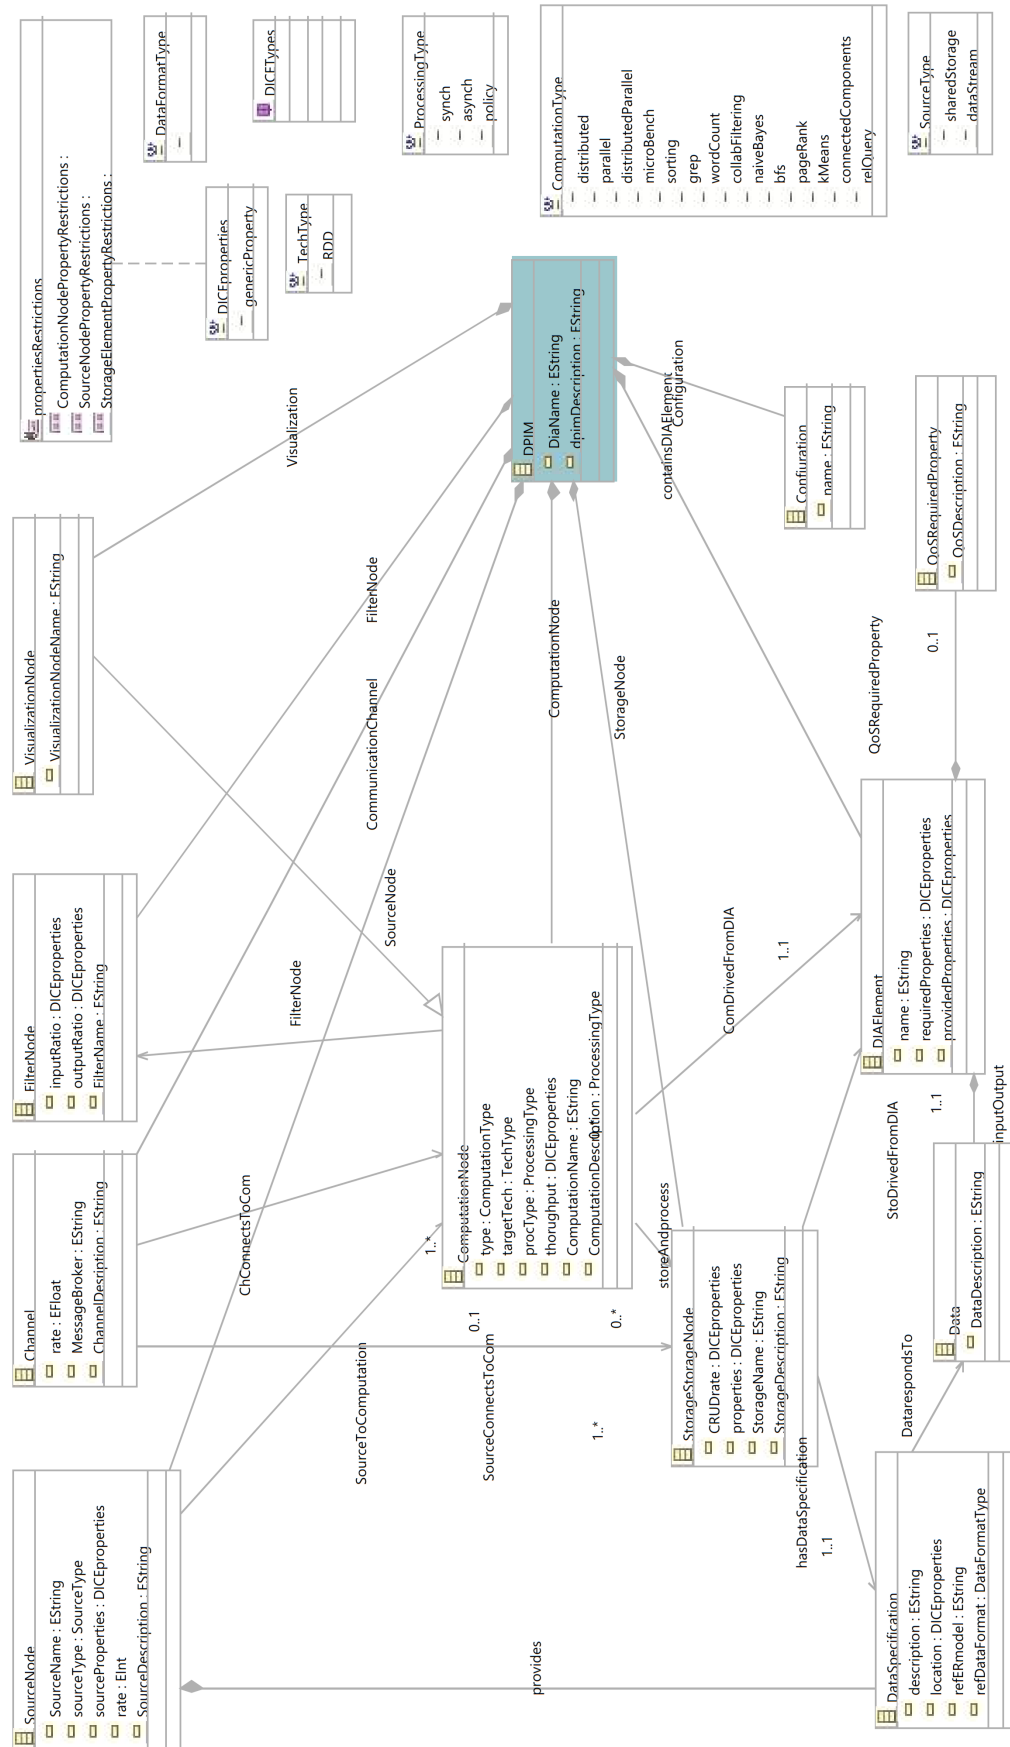 propertiesRestrictions
ComputationNodePropertyRestrictions :
SourceNodePropertyRestrictions :
StorageElementPropertyRestrictions :
DataFormatType
DICETypes
ProcessingType
synch
asynch
policy
ComputationType
distributed
parallel
distributedParallel
microBench
sorting
grep
wordCount
collabFiltering
naiveBayes
bfs
pageRank
kMeans
connectedComponents
relQuery
SourceType
sharedStorage
dataStream
DICEproperties
genericProperty
TechType
RDD
DPIM
DiaName : EString
dpimDescription : EString
Visualization
FilterNode
CommunicationChannel
SourceNode
ComputationNode
StorageNode
containsDIAElement
Configuration
Confiuration
name : EString
QoSRequiredProperty
QoSDescription : EString
0..1
QoSRequiredProperty
VisualizationNode
VisualizationNodeName : EString
FilterNode
inputRatio : DICEproperties
outputRatio : DICEproperties
FilterName : EString
FilterNode
ComputationNode
type : ComputationType
targetTech : TechType
procType : ProcessingType
thorughput : DICEproperties
ComputationName : EString
ComputationDescription : ProcessingType
0..*
ComDrivedFromDIA
1..1
DIAElement
name : EString
requiredProperties : DICEproperties
providedProperties : DICEproperties
Channel
rate : EFloat
MessageBroker : EString
ChannelDesription : EString
ChConnectsToCom
1..*
0..1
0..*
storeAndprocess
StoDrivedFromDIA
1..1
inputOutput
StorageStorageNode
CRUDrate : DICEproperties
properties : DICEproperties
StorageName : EString
StorageDescription : EString
Data
DataDescription : EString
SourceToComputation
SourceConnectsToCom
1..*
hasDataSpecification
1..1
DatarespondsTo
SourceNode
SourceName : EString
sourceType : SourceType
sourceProperties : DICEproperties
rate : EInt
SourceDescription : EString
provides
DataSpecification
description : EString
location : DICEproperties
refERmodel : EString
refDataFormat : DataFormatType